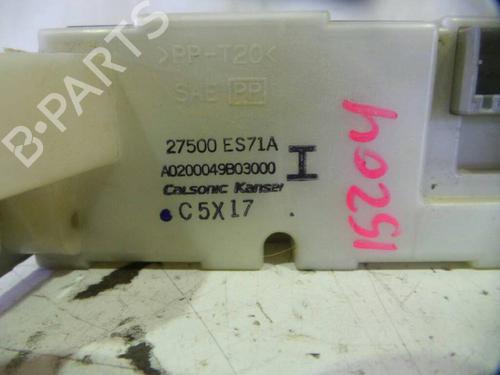 >PP-T20<
SAE PP
27500 ES71A
A0200049B03000 I
Calsonic Kansei
C5X17
15204
B-PARTS